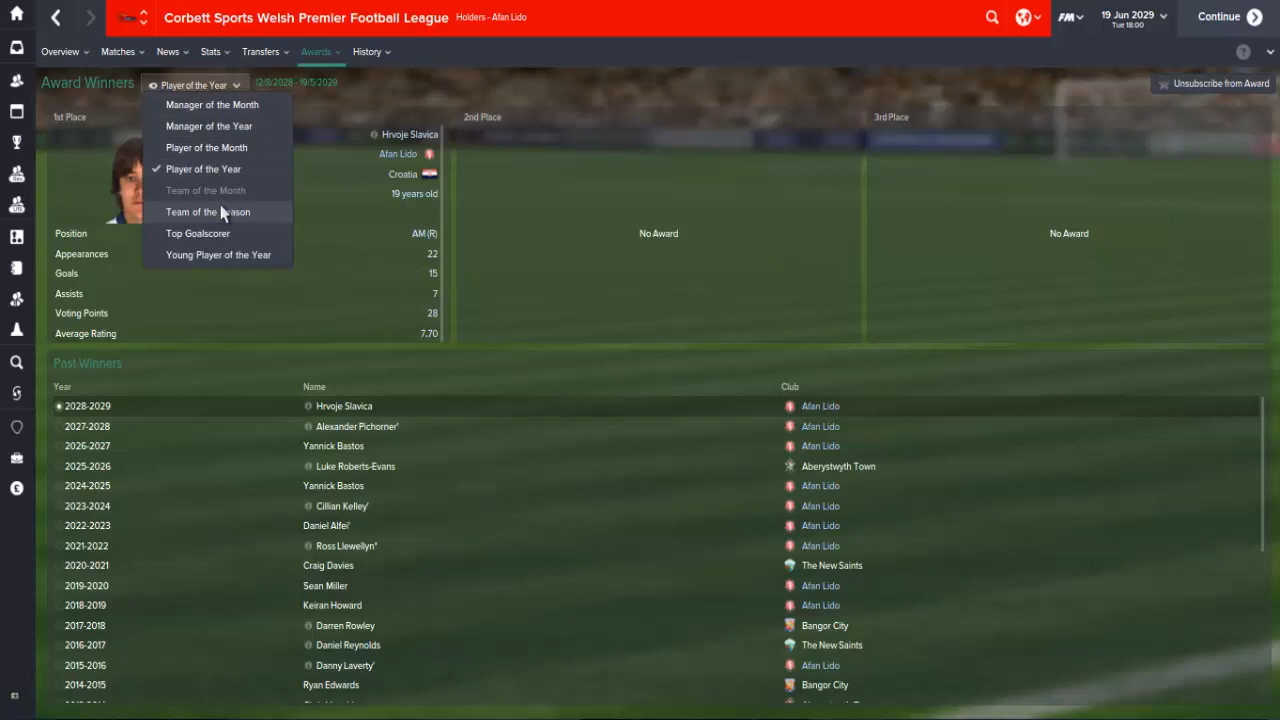 Corbett Sports Welsh Premier Football League
Holders - Afan Lido
FM
19 Jun 2029
Tue 18:00
Continue
Overview
Matches
News
Stats
Transfers
Awards
History
?
Award Winners
Player of the Year
12/8/2028 - 19/5/2029
Unsubscribe from Award
Manager of the Month
Manager of the Year
Player of the Month
Player of the Year
Team of the Month
Team of the
Top Goalscorer
Young Player of the Year
1st Place
Hrvoje Slavica
Afan Lido
Croatia
19 years old
Position AM (R)
Appearances 22
Goals 15
Assists 7
Voting Points 28
Average Rating 7.70
2nd Place
No Award
3rd Place
No Award
Past Winners
Year Name Club
2028-2029 Hrvoje Slavica Afan Lido
2027-2028 Alexander Pichorner' Afan Lido
2026-2027 Yannick Bastos Afan Lido
2025-2026 Luke Roberts-Evans Aberystwyth Town
2024-2025 Yannick Bastos Afan Lido
2023-2024 Cillian Kelley' Afan Lido
2022-2023 Daniel Alfei' Afan Lido
2021-2022 Ross Llewellyn* Afan Lido
2020-2021 Craig Davies The New Saints
2019-2020 Sean Miller Afan Lido
2018-2019 Keiran Howard Afan Lido
2017-2018 Darren Rowley Bangor City
2016-2017 Daniel Reynolds The New Saints
2015-2016 Danny Laverty' Afan Lido
2014-2015 Ryan Edwards Bangor City